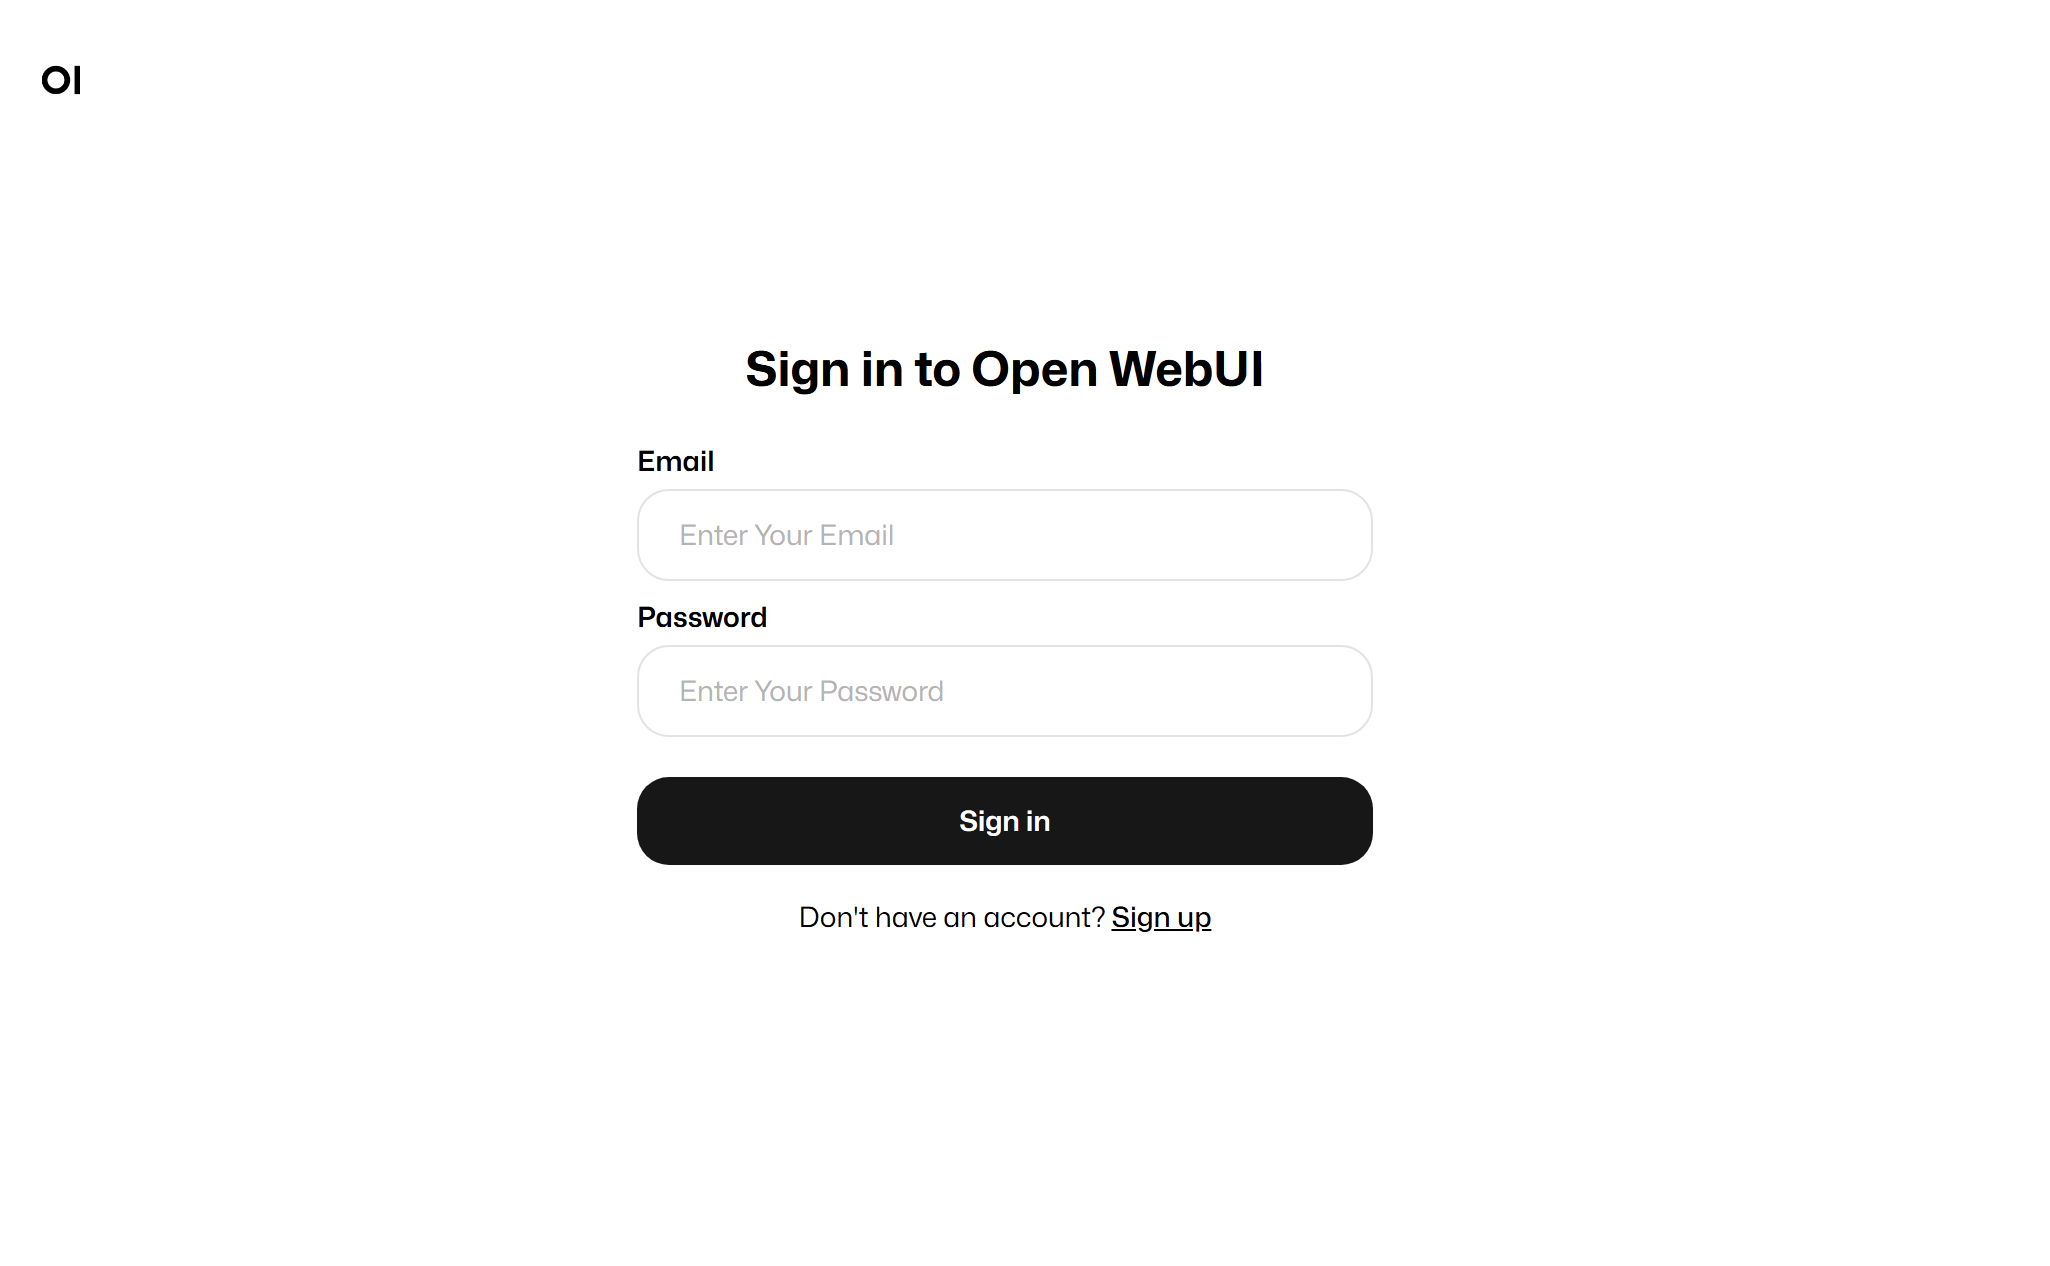 OI
Sign in to Open WebUI
Email
Enter Your Email
Password
Enter Your Password
Sign in
Don't have an account? Sign up